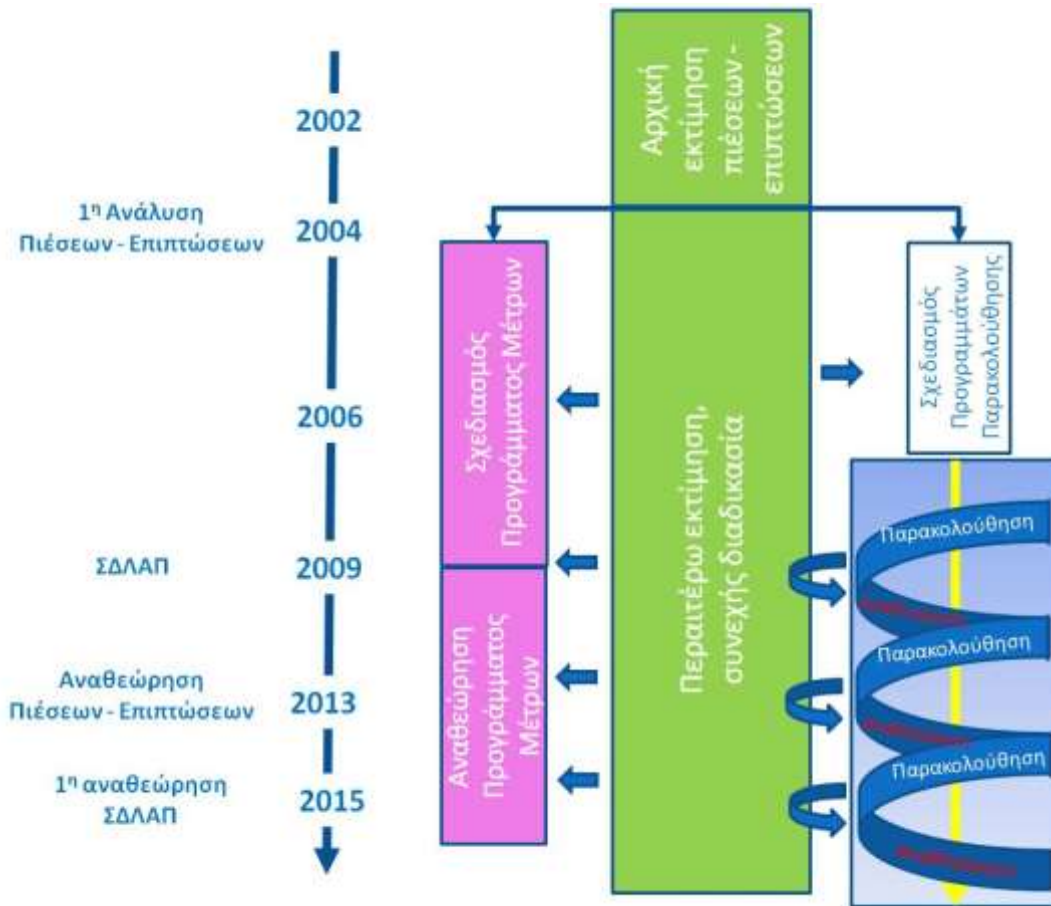 2002
1η Ανάλυση
Πιέσεων - Επιπτώσεων
2004
2006
ΣΔΛΑΠ
2009
Αναθεώρηση
Πιέσεων - Επιπτώσεων
2013
1η αναθεώρηση
ΣΔΛΑΠ
2015
Σχεδιασμός
Προγράμματος Μέτρων
Αναθεώρηση
Προγράμματος
Μέτρων
Αρχική
εκτίμηση
πιέσεων -
επιπτώσεων
Περαιτέρω εκτίμηση,
συνεχής διαδικασία
Σχεδιασμός
Προγραμμάτων
Παρακολούθησης
Παρακολούθηση
Παρακολούθηση
Παρακολούθηση